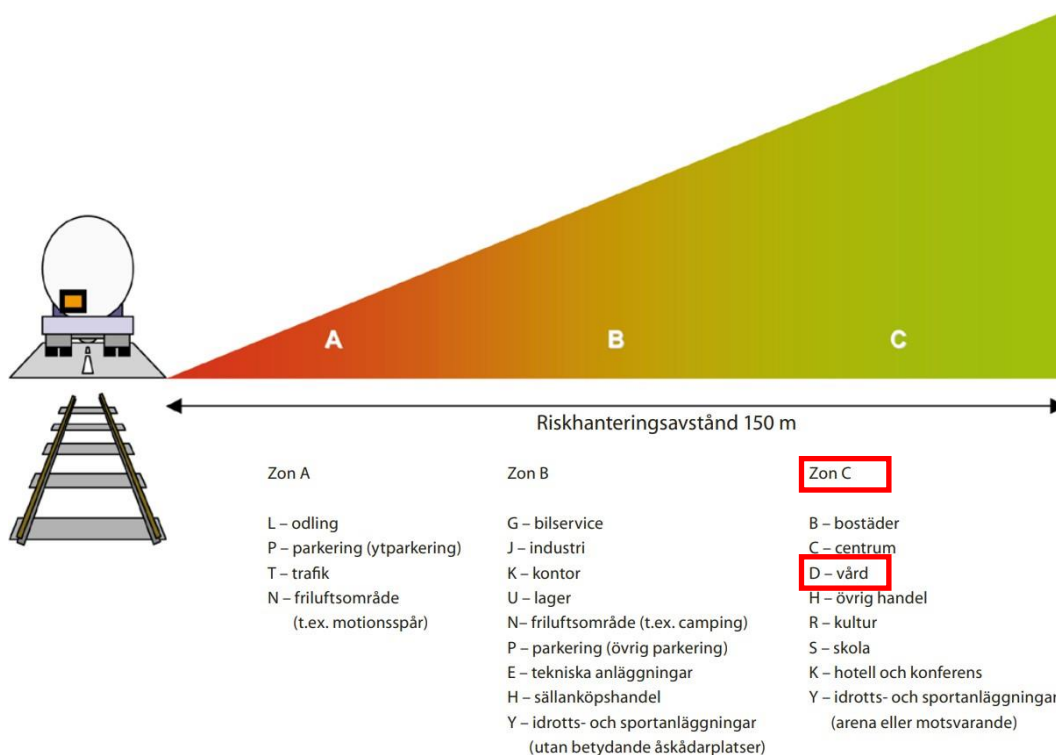 A
B
C
Riskhanteringsavstånd 150 m
Zon A
L – odling
P – parkering (ytparkering)
T – trafik
N – friluftsområde
(t.ex. motionsspår)
Zon B
G – bilservice
J – industri
K – kontor
U – lager
N– friluftsområde (t.ex. camping)
P – parkering (övrig parkering)
E – tekniska anläggningar
H – sällanköpshandel
Y – idrotts- och sportanläggningar
(utan betydande åskådarplatser)
Zon C
B – bostäder
C – centrum
D – vård
H – övrig handel
R – kultur
S – skola
K – hotell och konferens
Y – idrotts- och sportanläggningar
(arena eller motsvarande)